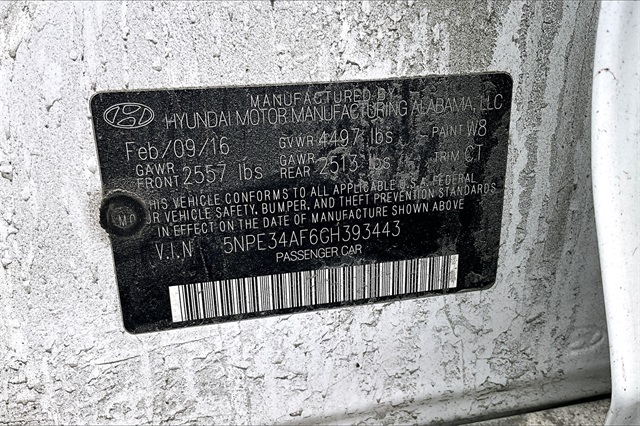 MANUFACTURED BY
HYUNDAI MOTOR MANUFACTURING ALABAMA, LLC
Feb/09/16 GVWR 4497 lbs PAINT W8
GAWR FRONT 2557 lbs GAWR REAR 2513 lbs TRIM CT
THIS VEHICLE CONFORMS TO ALL APPLICABLE U.S.A. FEDERAL
MOTOR VEHICLE SAFETY, BUMPER, AND THEFT PREVENTION STANDARDS
IN EFFECT ON THE DATE OF MANUFACTURE SHOWN ABOVE
V.I.N : 5NPE34AF6GH393443
PASSENGER CAR